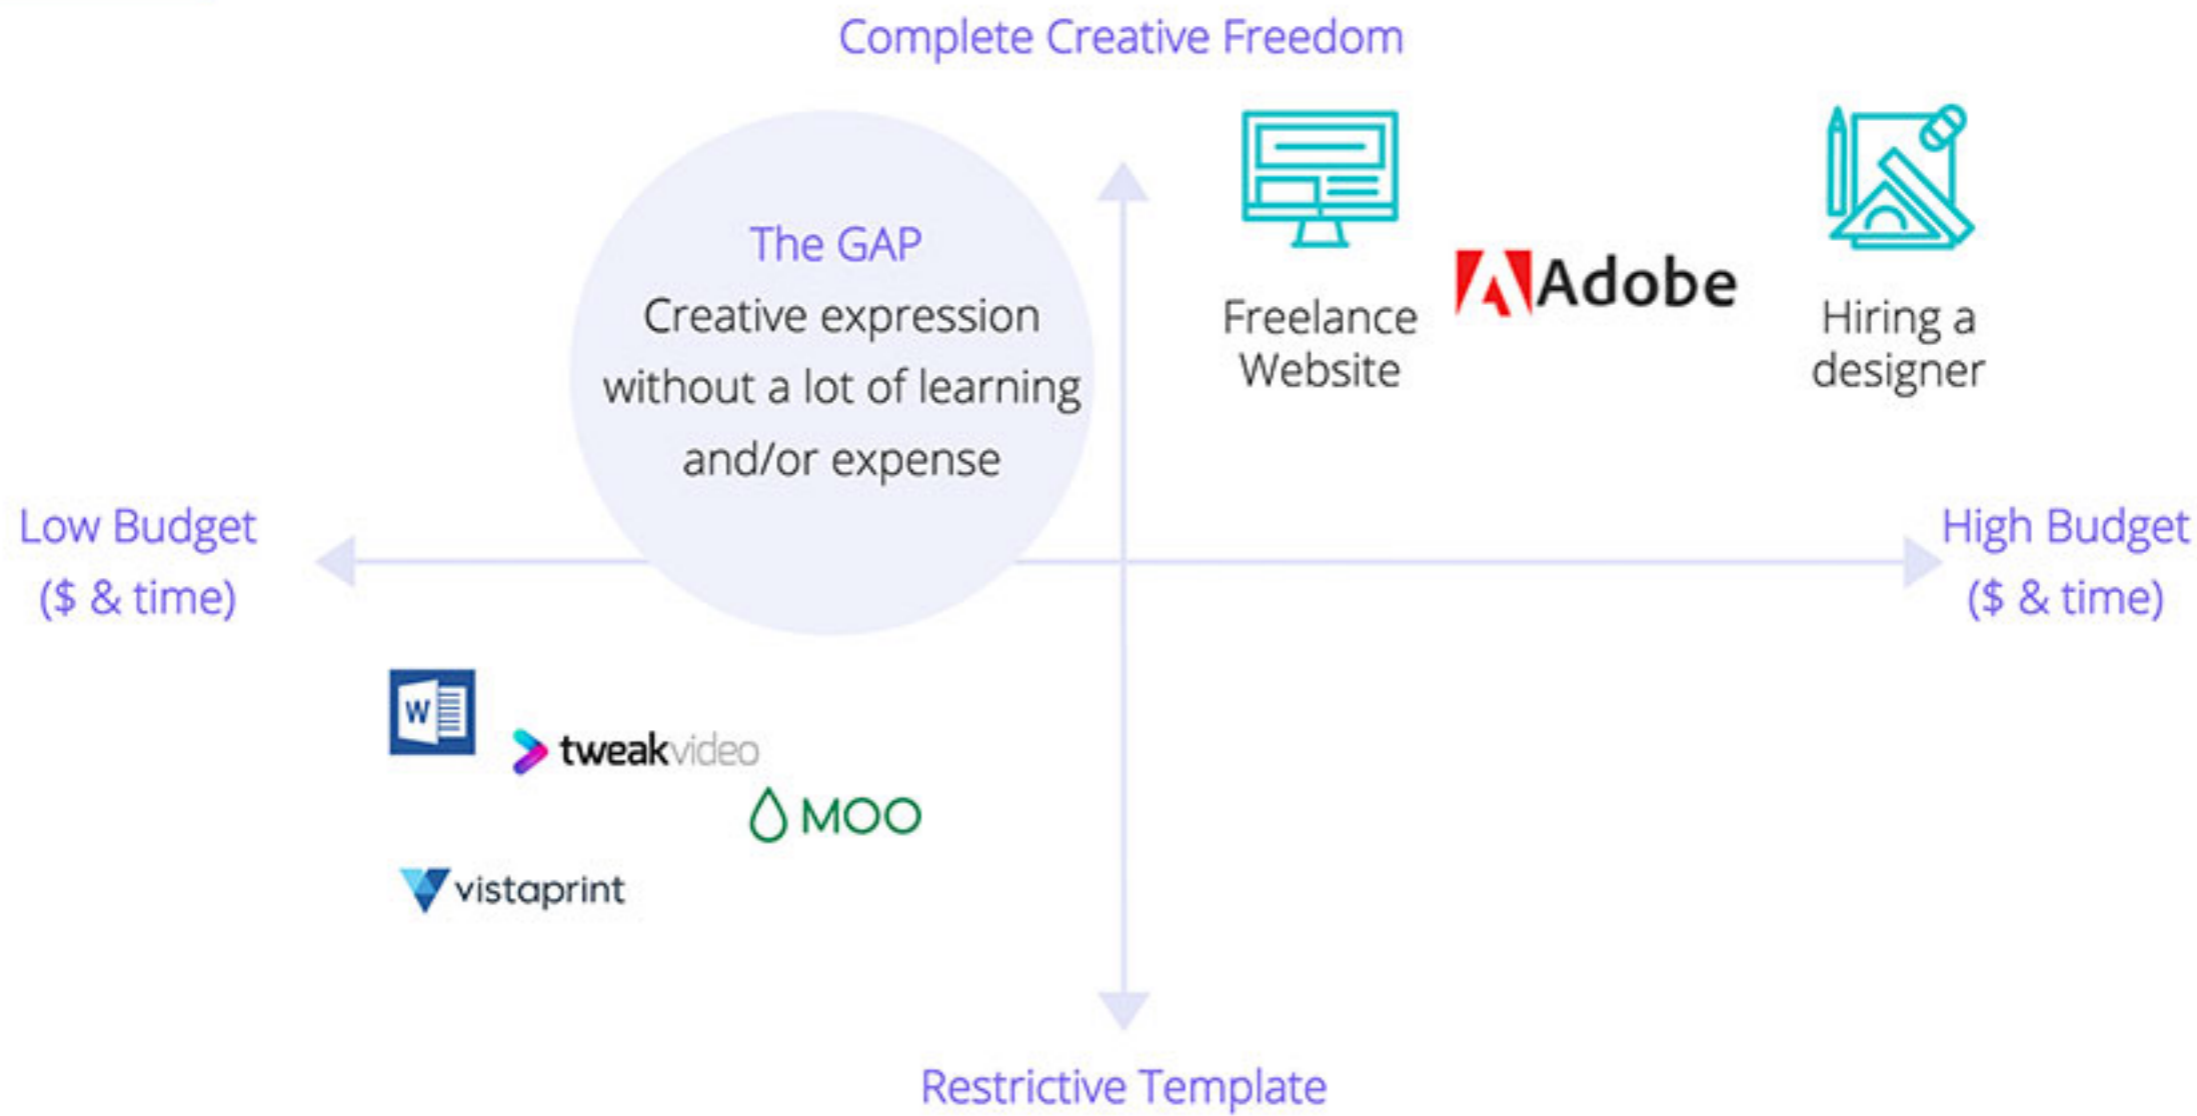 Complete Creative Freedom
The GAP
Creative expression
without a lot of learning
and/or expense
Freelance
Website
Adobe
Hiring a
designer
Low Budget
($ & time)
High Budget
($ & time)
W
tweakvideo
MOO
vistaprint
Restrictive Template